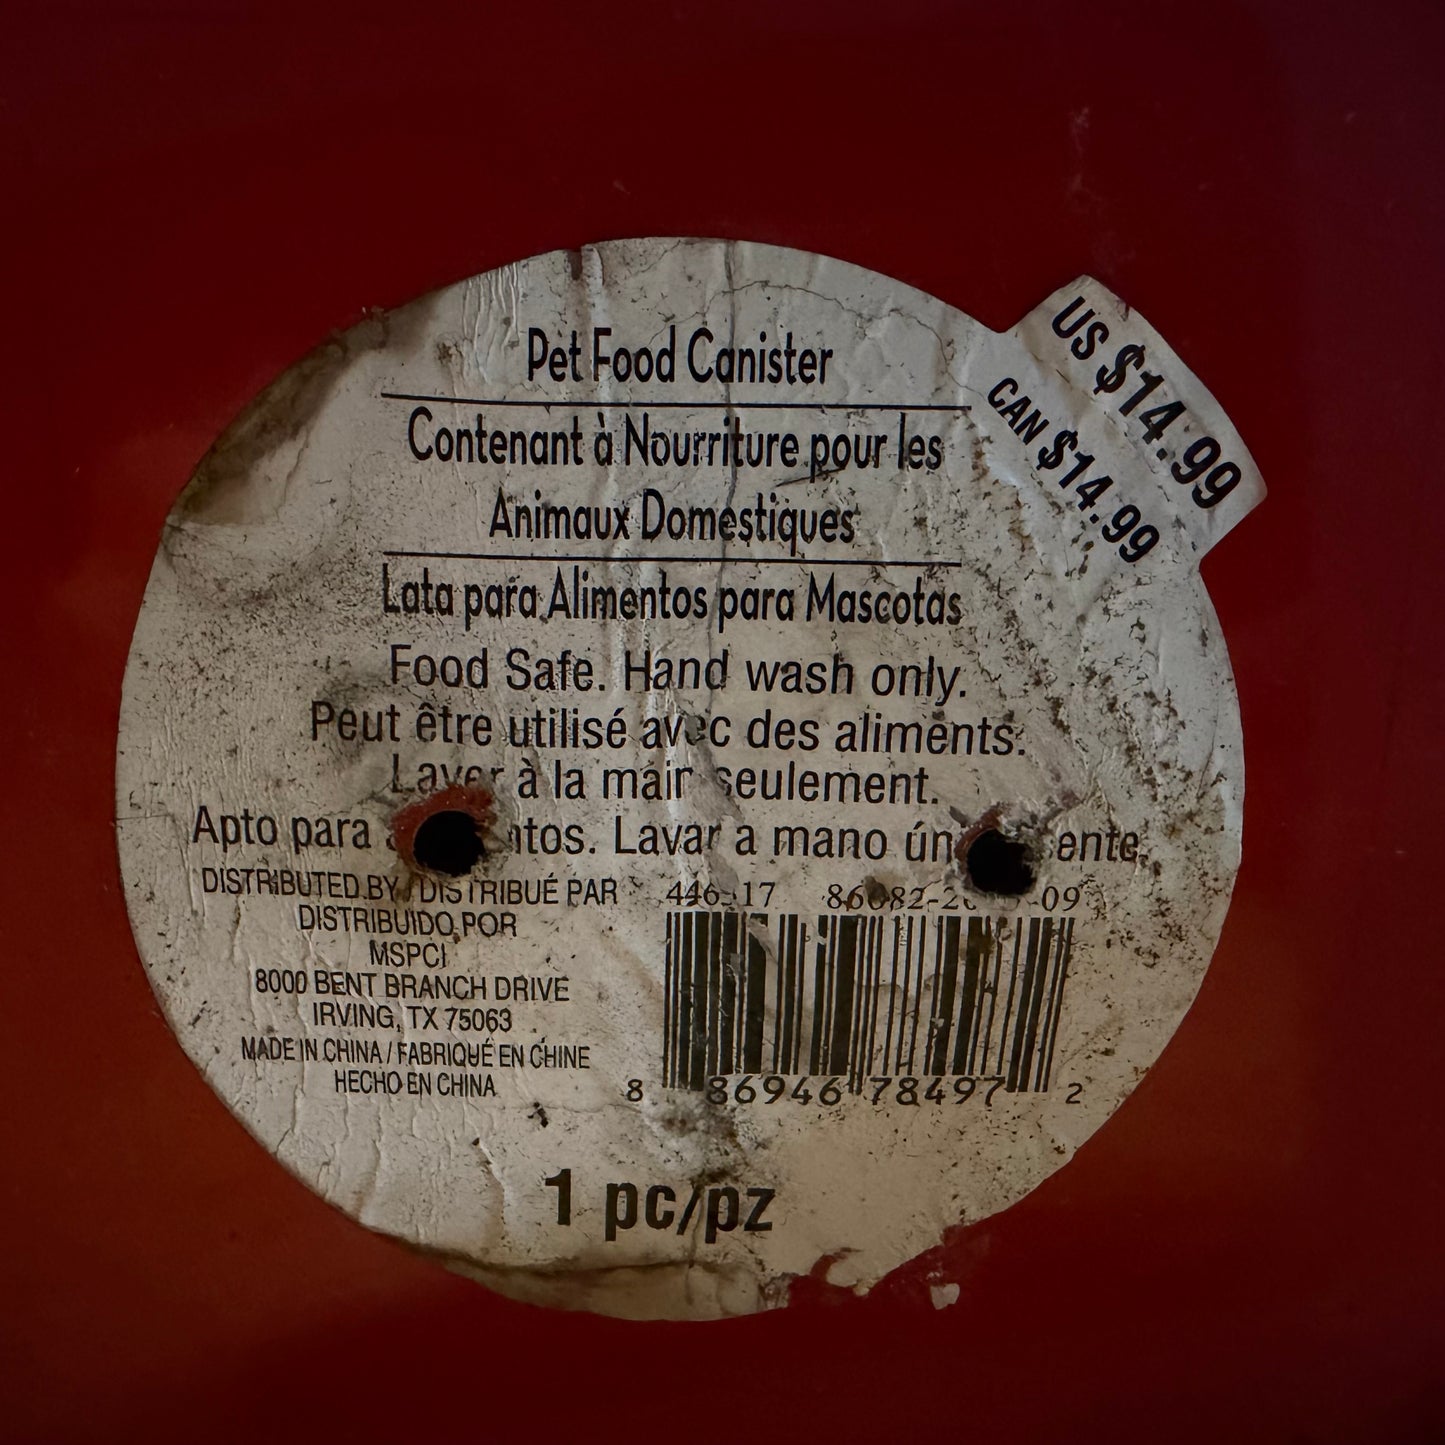 US $14.99
CAN $14.99
Pet Food Canister
Contenant à Nourriture pour les
Animaux Domestiques
Lata para Alimentos para Mascotas
Food Safe. Hand wash only.
Peut être utilisé avec des aliments.
Laver à la main seulement.
Apto para Lavar a mano
DISTRIBUTED BY / DISTRIBUÉ PAR
DISTRIBUIDO POR
MSPCI
8000 BENT BRANCH DRIVE
IRVING, TX 75063
MADE IN CHINA / FABRIQUÉ EN CHINE
HECHO EN CHINA
8 86946 78497 2
1 pc/pz